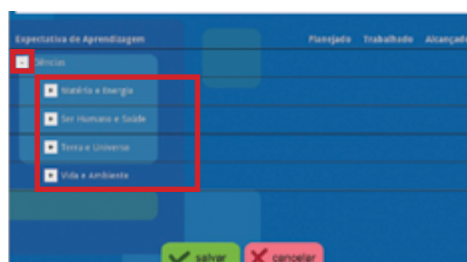 Expectativa de Aprendizagem Planejado Trabalhado Alcançado
Ciências
Matéria e Energia
Ser Humano e Saúde
Terra e Universo
Vida e Ambiente
salvar cancelar